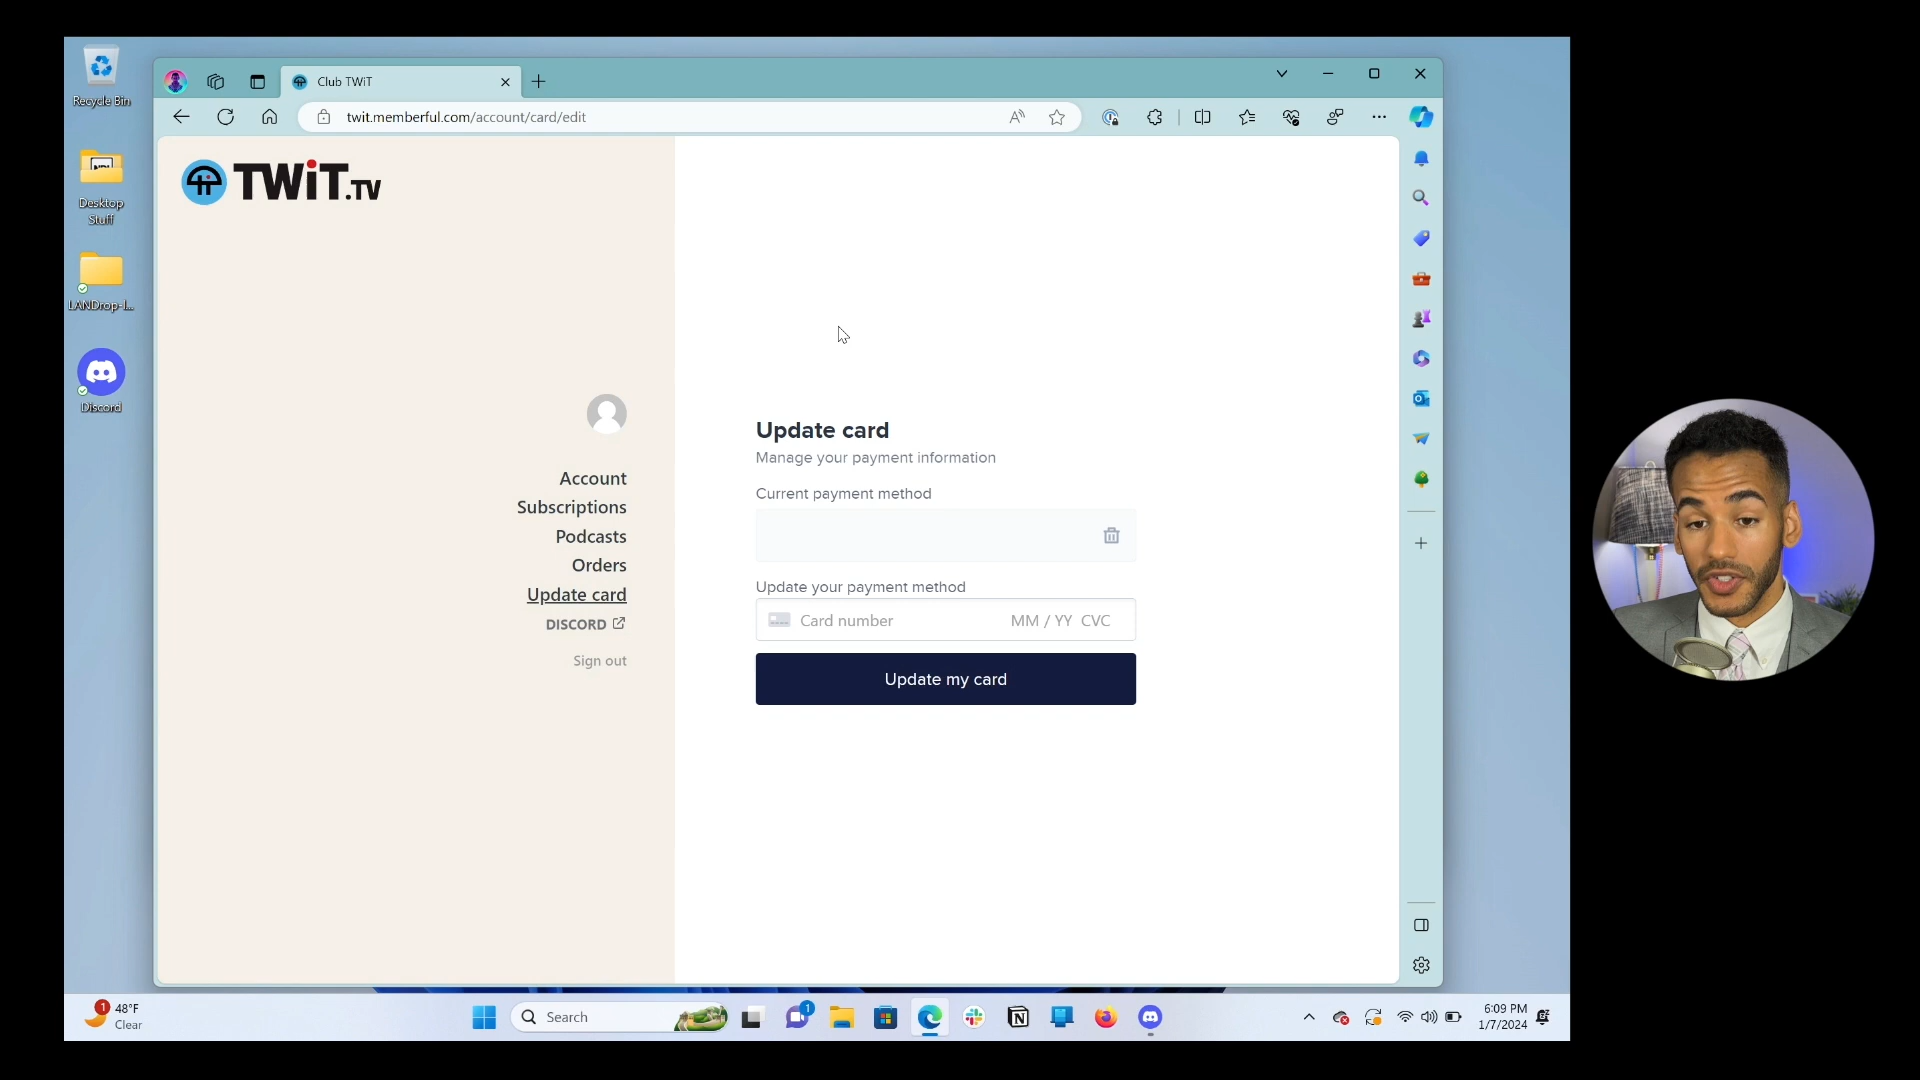 Recycle Bin
Desktop
Stuff
LANDrop-l...
Discord
Club TWiT
twit.memberful.com/account/card/edit
TWiT.TV
Account
Subscriptions
Podcasts
Orders
Update card
DISCORD
Sign out
Update card
Manage your payment information
Current payment method
Update your payment method
Card number MM / YY CVC
Update my card
1
48°F
Clear
Search
1
6:09 PM
1/7/2024